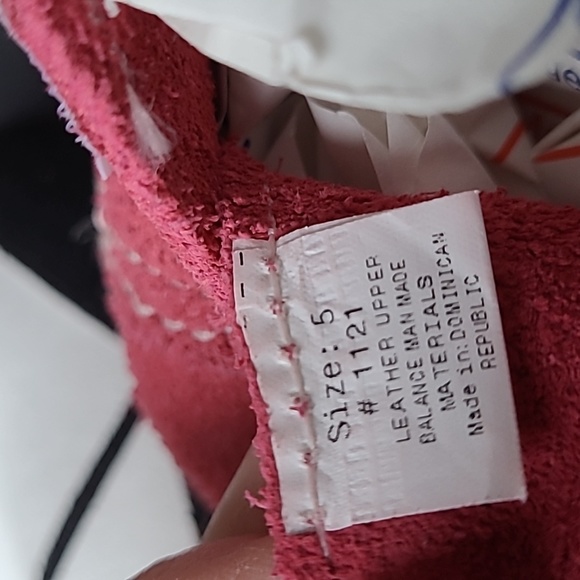 Size: 5
# 1121
LEATHER UPPER
BALANCE MAN MADE
MATERIALS
Made in:DOMINICAN
REPUBLIC